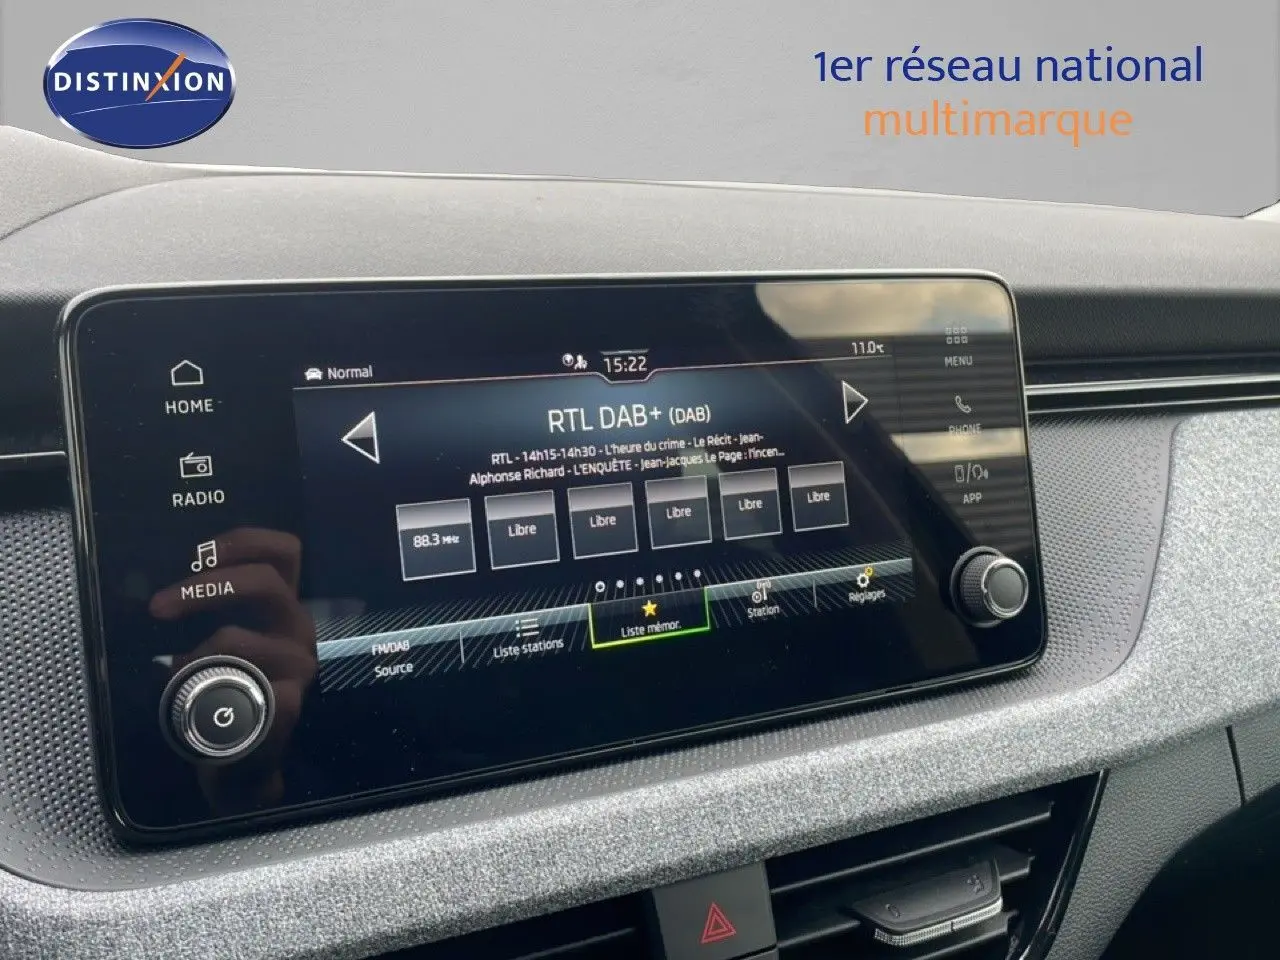 DISTINXION
1er réseau national
multimarque
HOME
RADIO
MEDIA
Normal
15:22
11.0°C
RTL DAB+ (DAB)
RTL - 14h15-14h30 - L'heure du crime - Le Récit - Jean-
Alphonse Richard - L'ENQUÊTE - Jean-Jacques Le Page : l'incen...
88.3 MHz
Libre
Libre
Libre
Libre
Libre
FM/DAB
Source
Liste stations
Liste mémor.
Station
Réglages
MENU
PHONE
APP